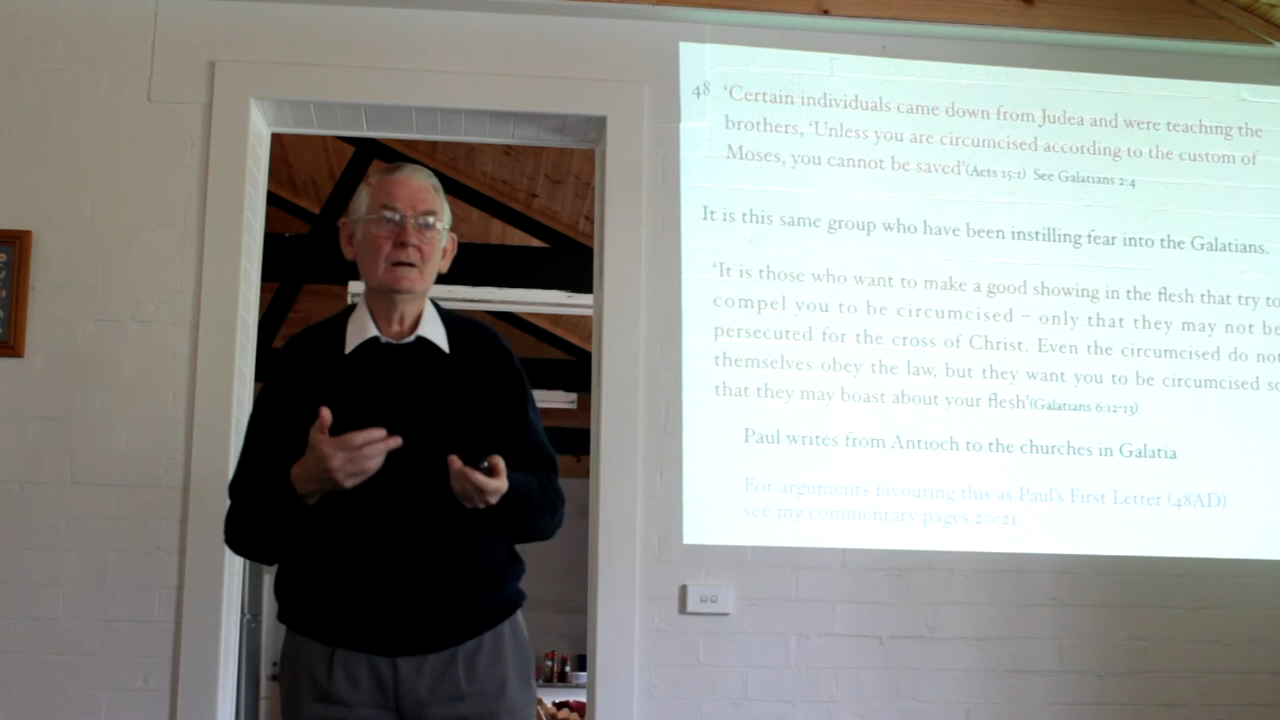 48 ‘Certain individuals came down from Judea and were teaching the
brothers, ‘Unless you are circumcised according to the custom of
Moses, you cannot be saved’(Acts 15:1) See Galatians 2:4
It is this same group who have been instilling fear into the Galatians.
‘It is those who want to make a good showing in the flesh that try to
compel you to be circumcised – only that they may not be
persecuted for the cross of Christ. Even the circumcised do not
themselves obey the law, but they want you to be circumcised so
that they may boast about your flesh’(Galatians 6:12-13).
Paul writes from Antioch to the churches in Galatia
For arguments favouring this as Paul's First Letter (48AD)
see my commentary pages 20-21